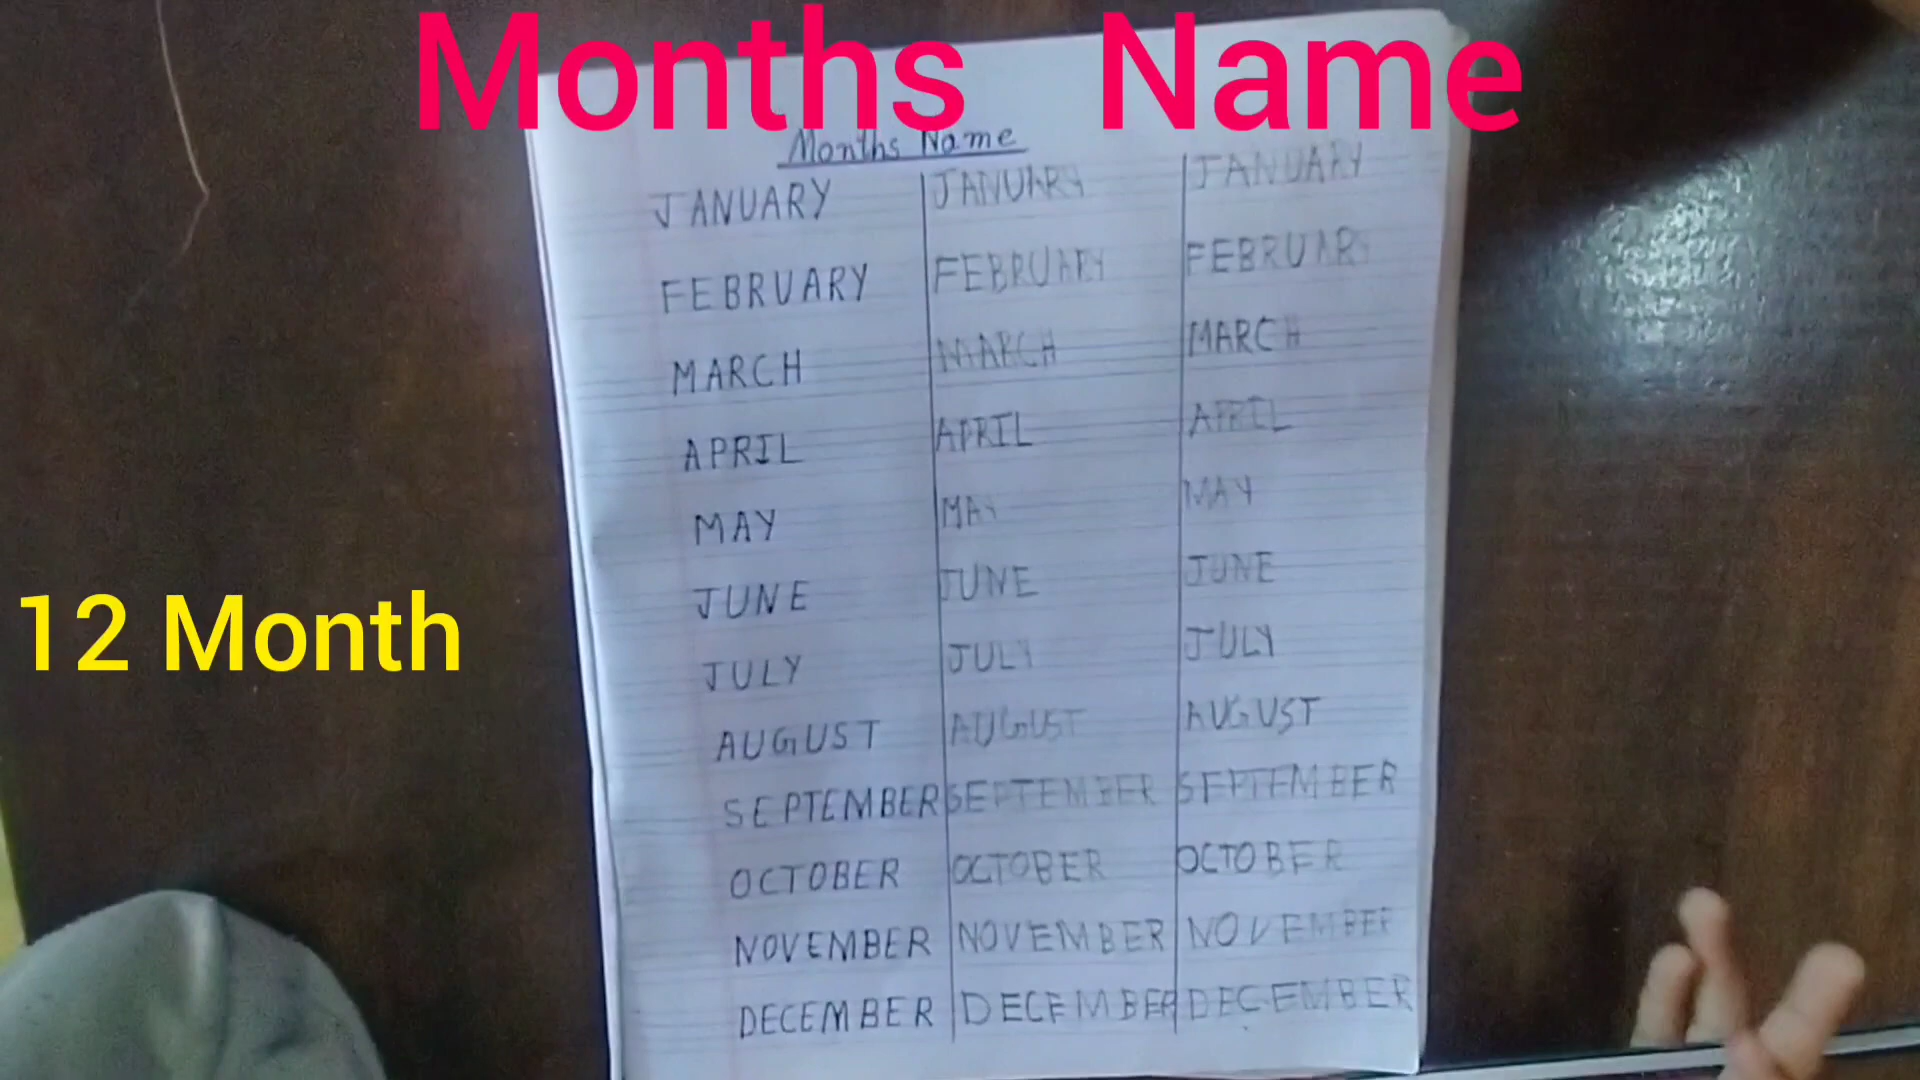 Months Name
Months Name
JANUARY JANUARY JANUARY
FEBRUARY FEBRUARY FEBRUARY
MARCH MARCH MARCH
APRIL APRIL APRIL
MAY MAY MAY
12 Month
JUNE JUNE JUNE
JULY JULY JULY
AUGUST AUGUST AUGUST
SEPTEMBER SEPTEMBER SEPTEMBER
OCTOBER OCTOBER OCTOBER
NOVEMBER NOVEMBER NOVEMBER
DECEMBER DECEMBER DECEMBER